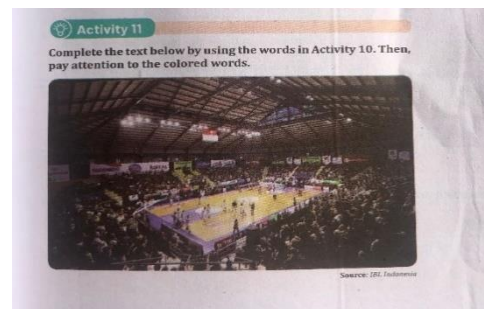 Activity 11
Complete the text below by using the words in Activity 10. Then,
pay attention to the colored words.
Source: IBL Indonesia